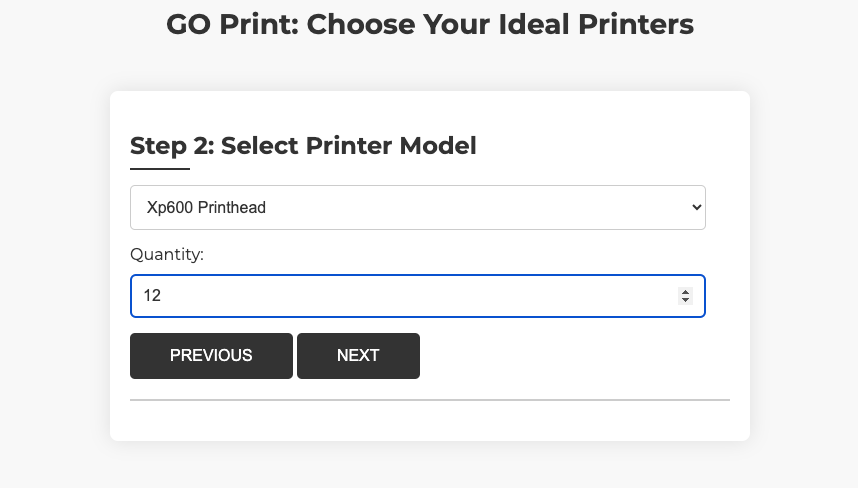 GO Print: Choose Your Ideal Printers
Step 2: Select Printer Model
Xp600 Printhead
Quantity:
12
PREVIOUS NEXT